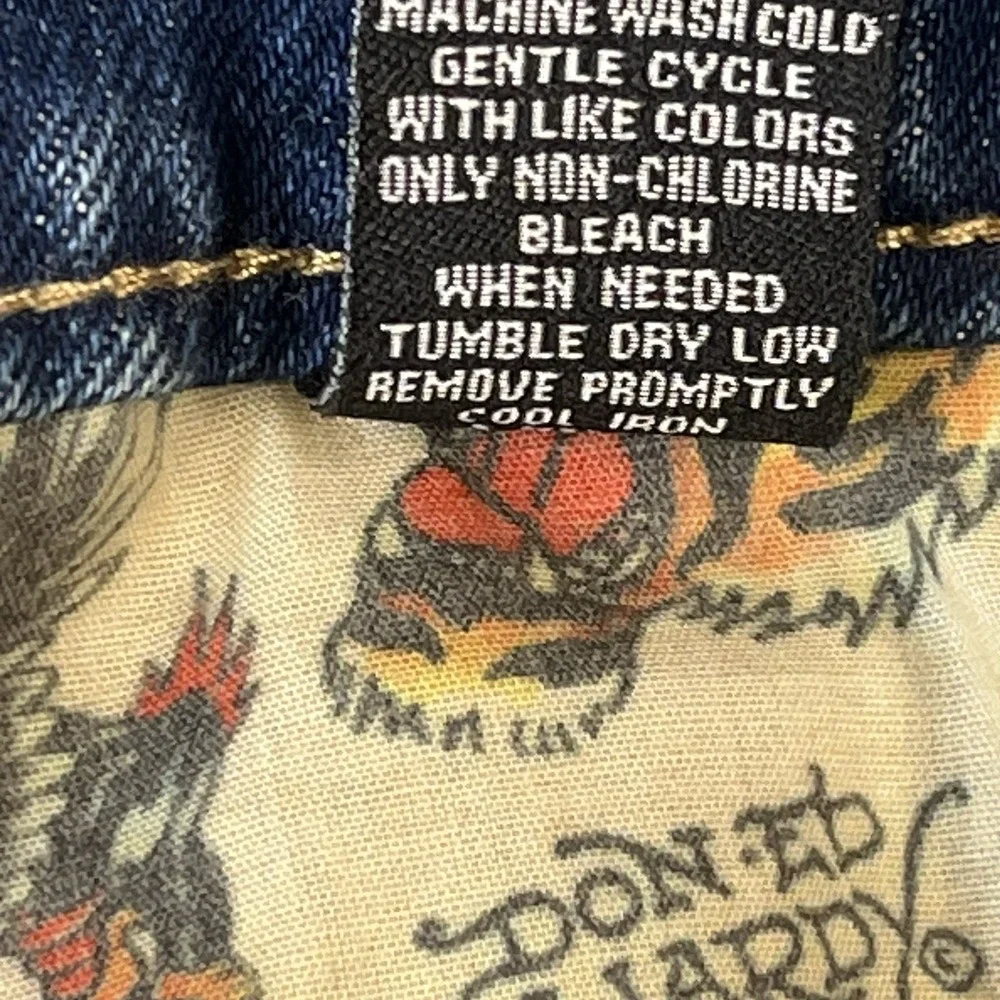 MACHINE WASH COLD
GENTLE CYCLE
WITH LIKE COLORS
ONLY NON-CHLORINE
BLEACH
WHEN NEEDED
TUMBLE DRY LOW
REMOVE PROMPTLY
COOL IRON
DON·ED
©